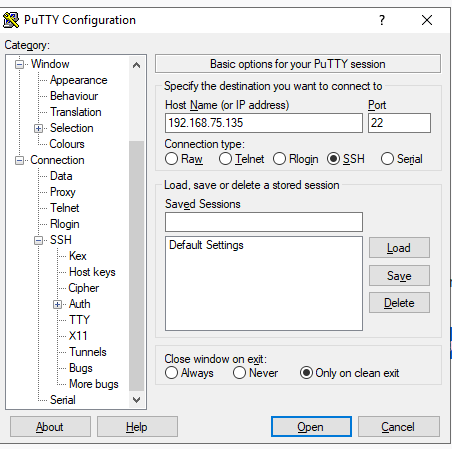 PuTTY Configuration
?
Category:
Window
Appearance
Behaviour
Translation
Selection
Colours
Connection
Data
Proxy
Telnet
Rlogin
SSH
Kex
Host keys
Cipher
Auth
TTY
X11
Tunnels
Bugs
More bugs
Serial
Basic options for your PuTTY session
Specify the destination you want to connect to
Host Name (or IP address) Port
192.168.75.135 22
Connection type:
Raw Telnet Rlogin SSH Serial
Load, save or delete a stored session
Saved Sessions
Default Settings
Load
Save
Delete
Close window on exit:
Always Never Only on clean exit
About Help Open Cancel